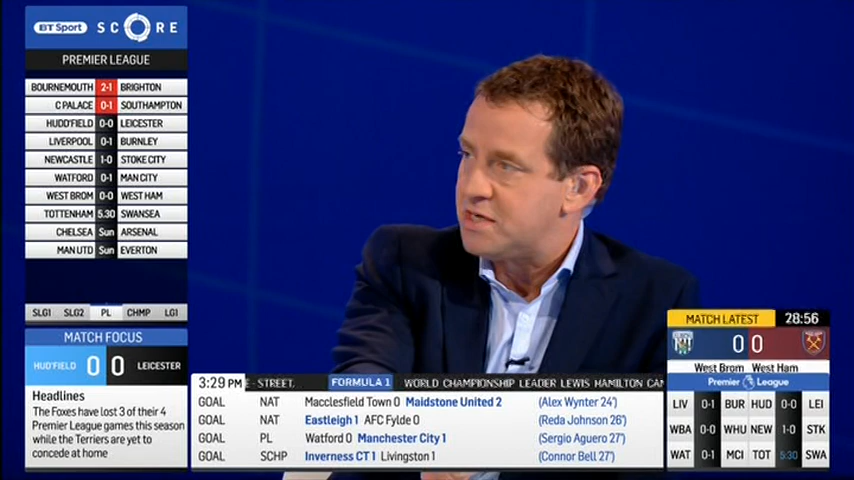 BT Sport SCORE
PREMIER LEAGUE
BOURNEMOUTH 2-1 BRIGHTON
C PALACE 0-1 SOUTHAMPTON
HUDD'FIELD 0-0 LEICESTER
LIVERPOOL 0-1 BURNLEY
NEWCASTLE 1-0 STOKE CITY
WATFORD 0-1 MAN CITY
WEST BROM 0-0 WEST HAM
TOTTENHAM 5.30 SWANSEA
CHELSEA Sun ARSENAL
MAN UTD Sun EVERTON
SLG1 SLG2 PL CHMP LG1
MATCH FOCUS
HUD'FIELD 0 0 LEICESTER
Headlines
The Foxes have lost 3 of their 4
Premier League games this season
while the Terriers are yet to
concede at home
3:29 PM E-STREET. FORMULA 1 WORLD CHAMPIONSHIP LEADER LEWIS HAMILTON CAN
GOAL NAT Macclesfield Town 0 Maidstone United 2 (Alex Wynter 24')
GOAL NAT Eastleigh 1 AFC Fylde 0 (Reda Johnson 26')
GOAL PL Watford 0 Manchester City 1 (Sergio Aguero 27')
GOAL SCHP Inverness CT 1 Livingston 1 (Connor Bell 27')
MATCH LATEST 28:56
0 0
West Brom West Ham
Premier League
LIV 0-1 BUR HUD 0-0 LEI
WBA 0-0 WHU NEW 1-0 STK
WAT 0-1 MCI TOT 5:30 SWA